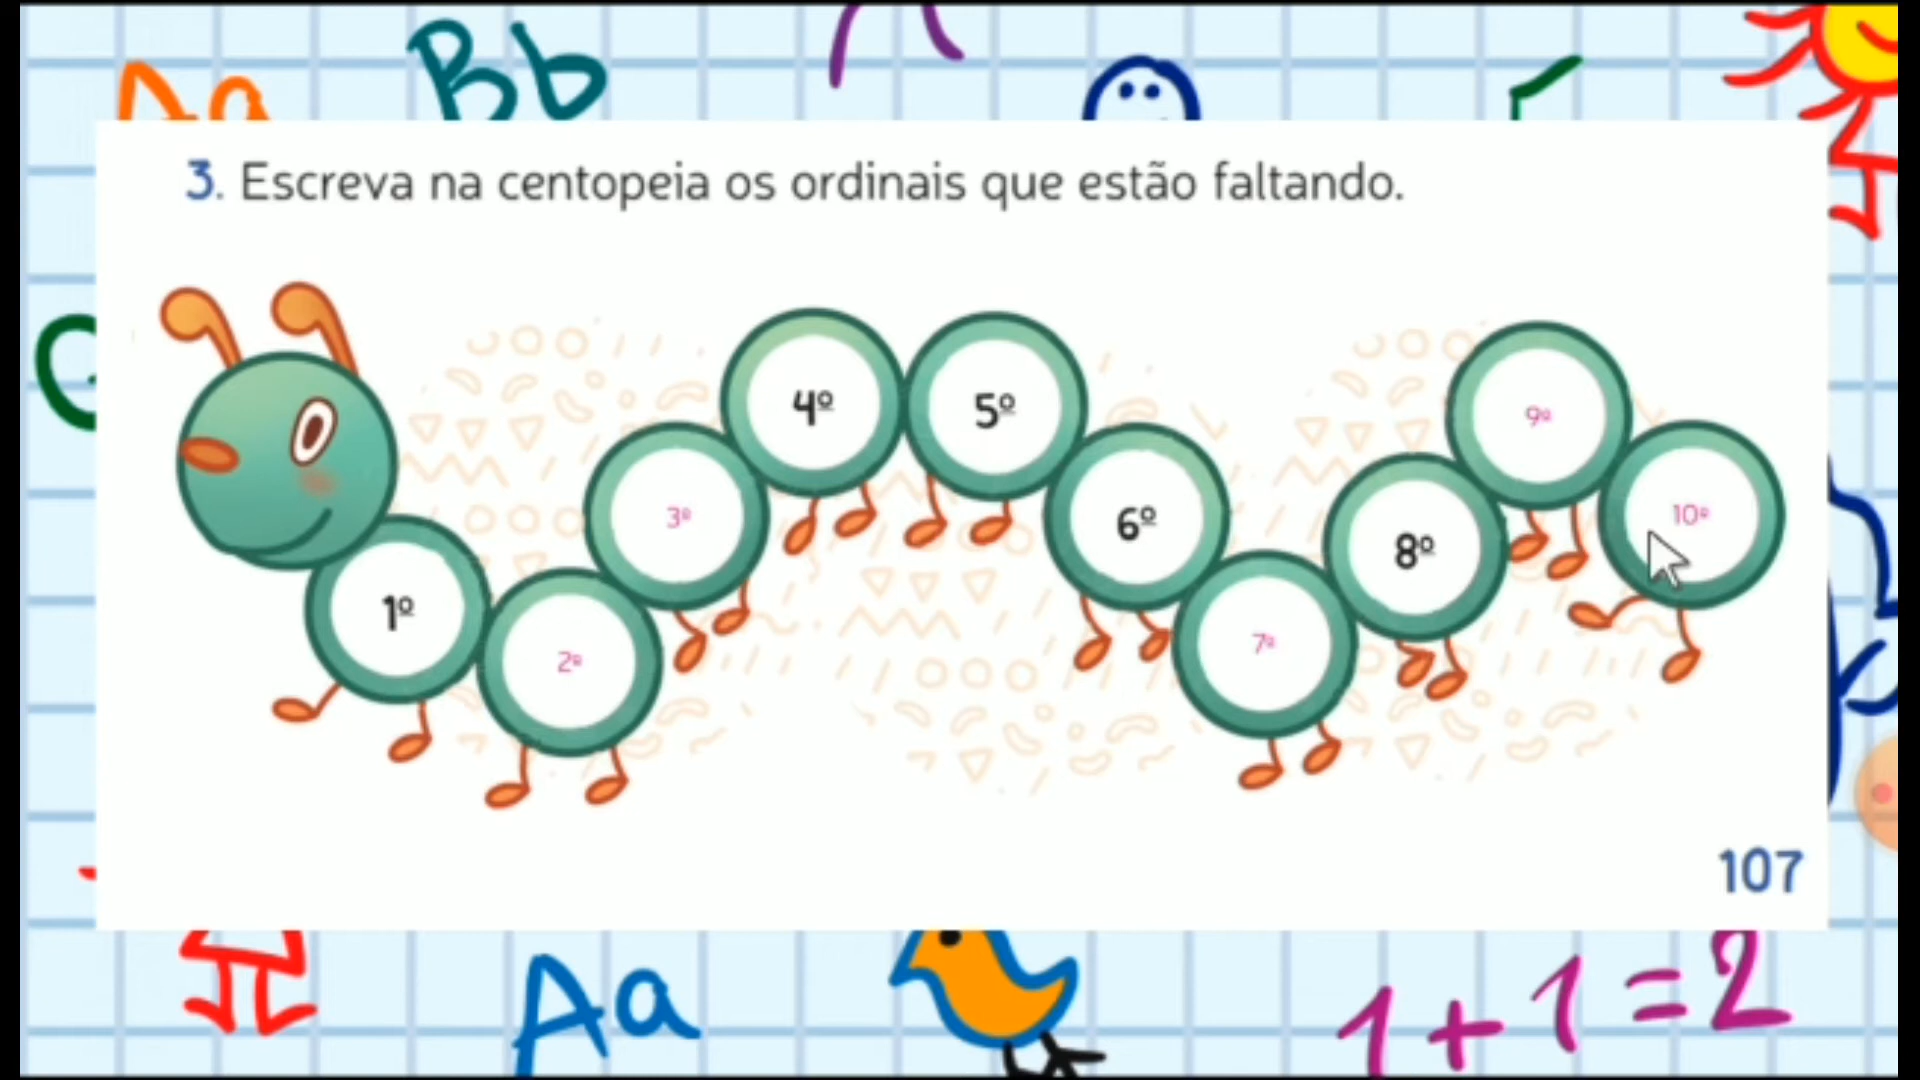 Aa
Bb
3. Escreva na centopeia os ordinais que estão faltando.
4º 5º
9º
3º 6º 8º 10º
1º 2º 7º
107
Aa
1+1=2